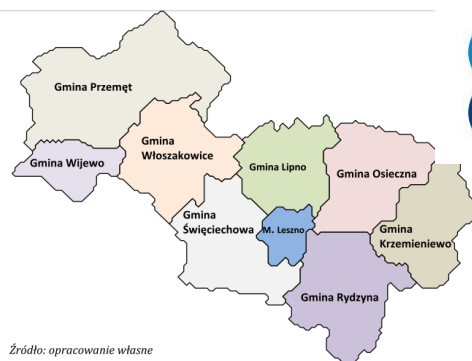 Gmina Przemęt
Gmina
Włoszakowice
Gmina Wijewo
Gmina Lipno
Gmina Osieczna
Gmina
Święciechowa
M. Leszno
Gmina
Krzemieniewo
Gmina Rydzyna
Źródło: opracowanie własne